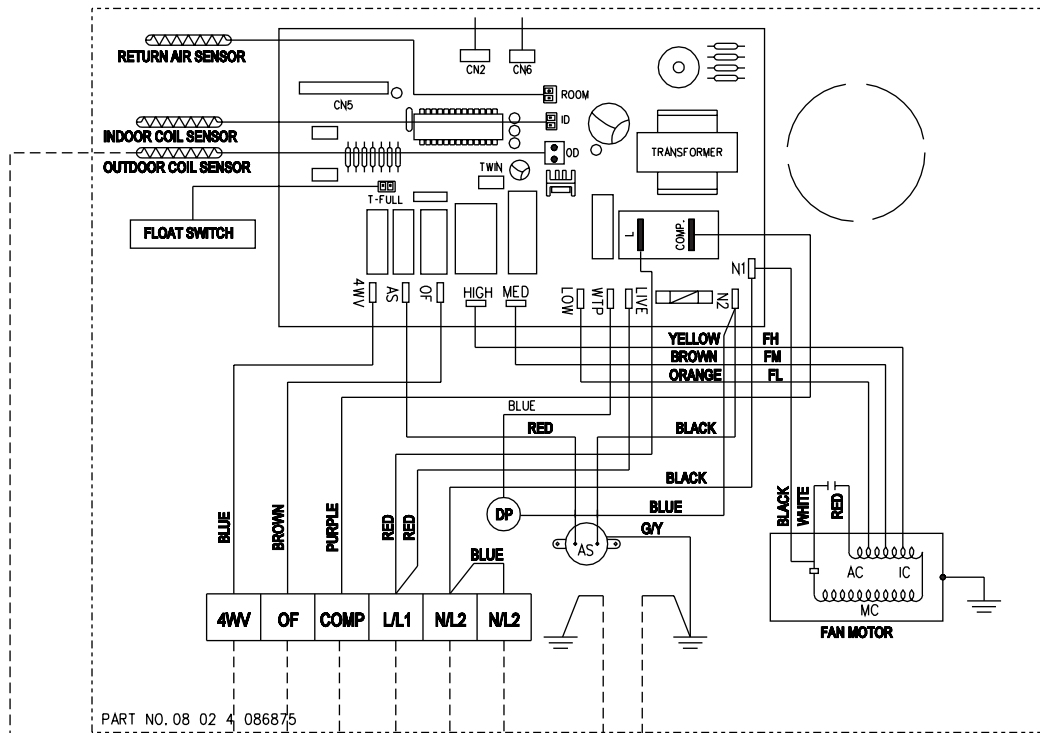 RETURN AIR SENSOR
CN2
CN6
CN5
ROOM
INDOOR COIL SENSOR
ID
OUTDOOR COIL SENSOR
OD
TRANSFORMER
TWIN
T-FULL
FLOAT SWITCH
L
COMP.
N1
4WV
AS
OF
HIGH
MED
LOW
WTP
LIVE
N2
YELLOW FH
BROWN FM
ORANGE FL
BLUE
RED
BLACK
BLACK
BLUE
BROWN
PURPLE
RED
RED
DP
BLUE
G/Y
AS
BLUE
BLACK
WHITE
RED
AC
IC
MC
FAN MOTOR
4WV
OF
COMP
L/L1
N/L2
N/L2
PART NO. 08 02 4 086875